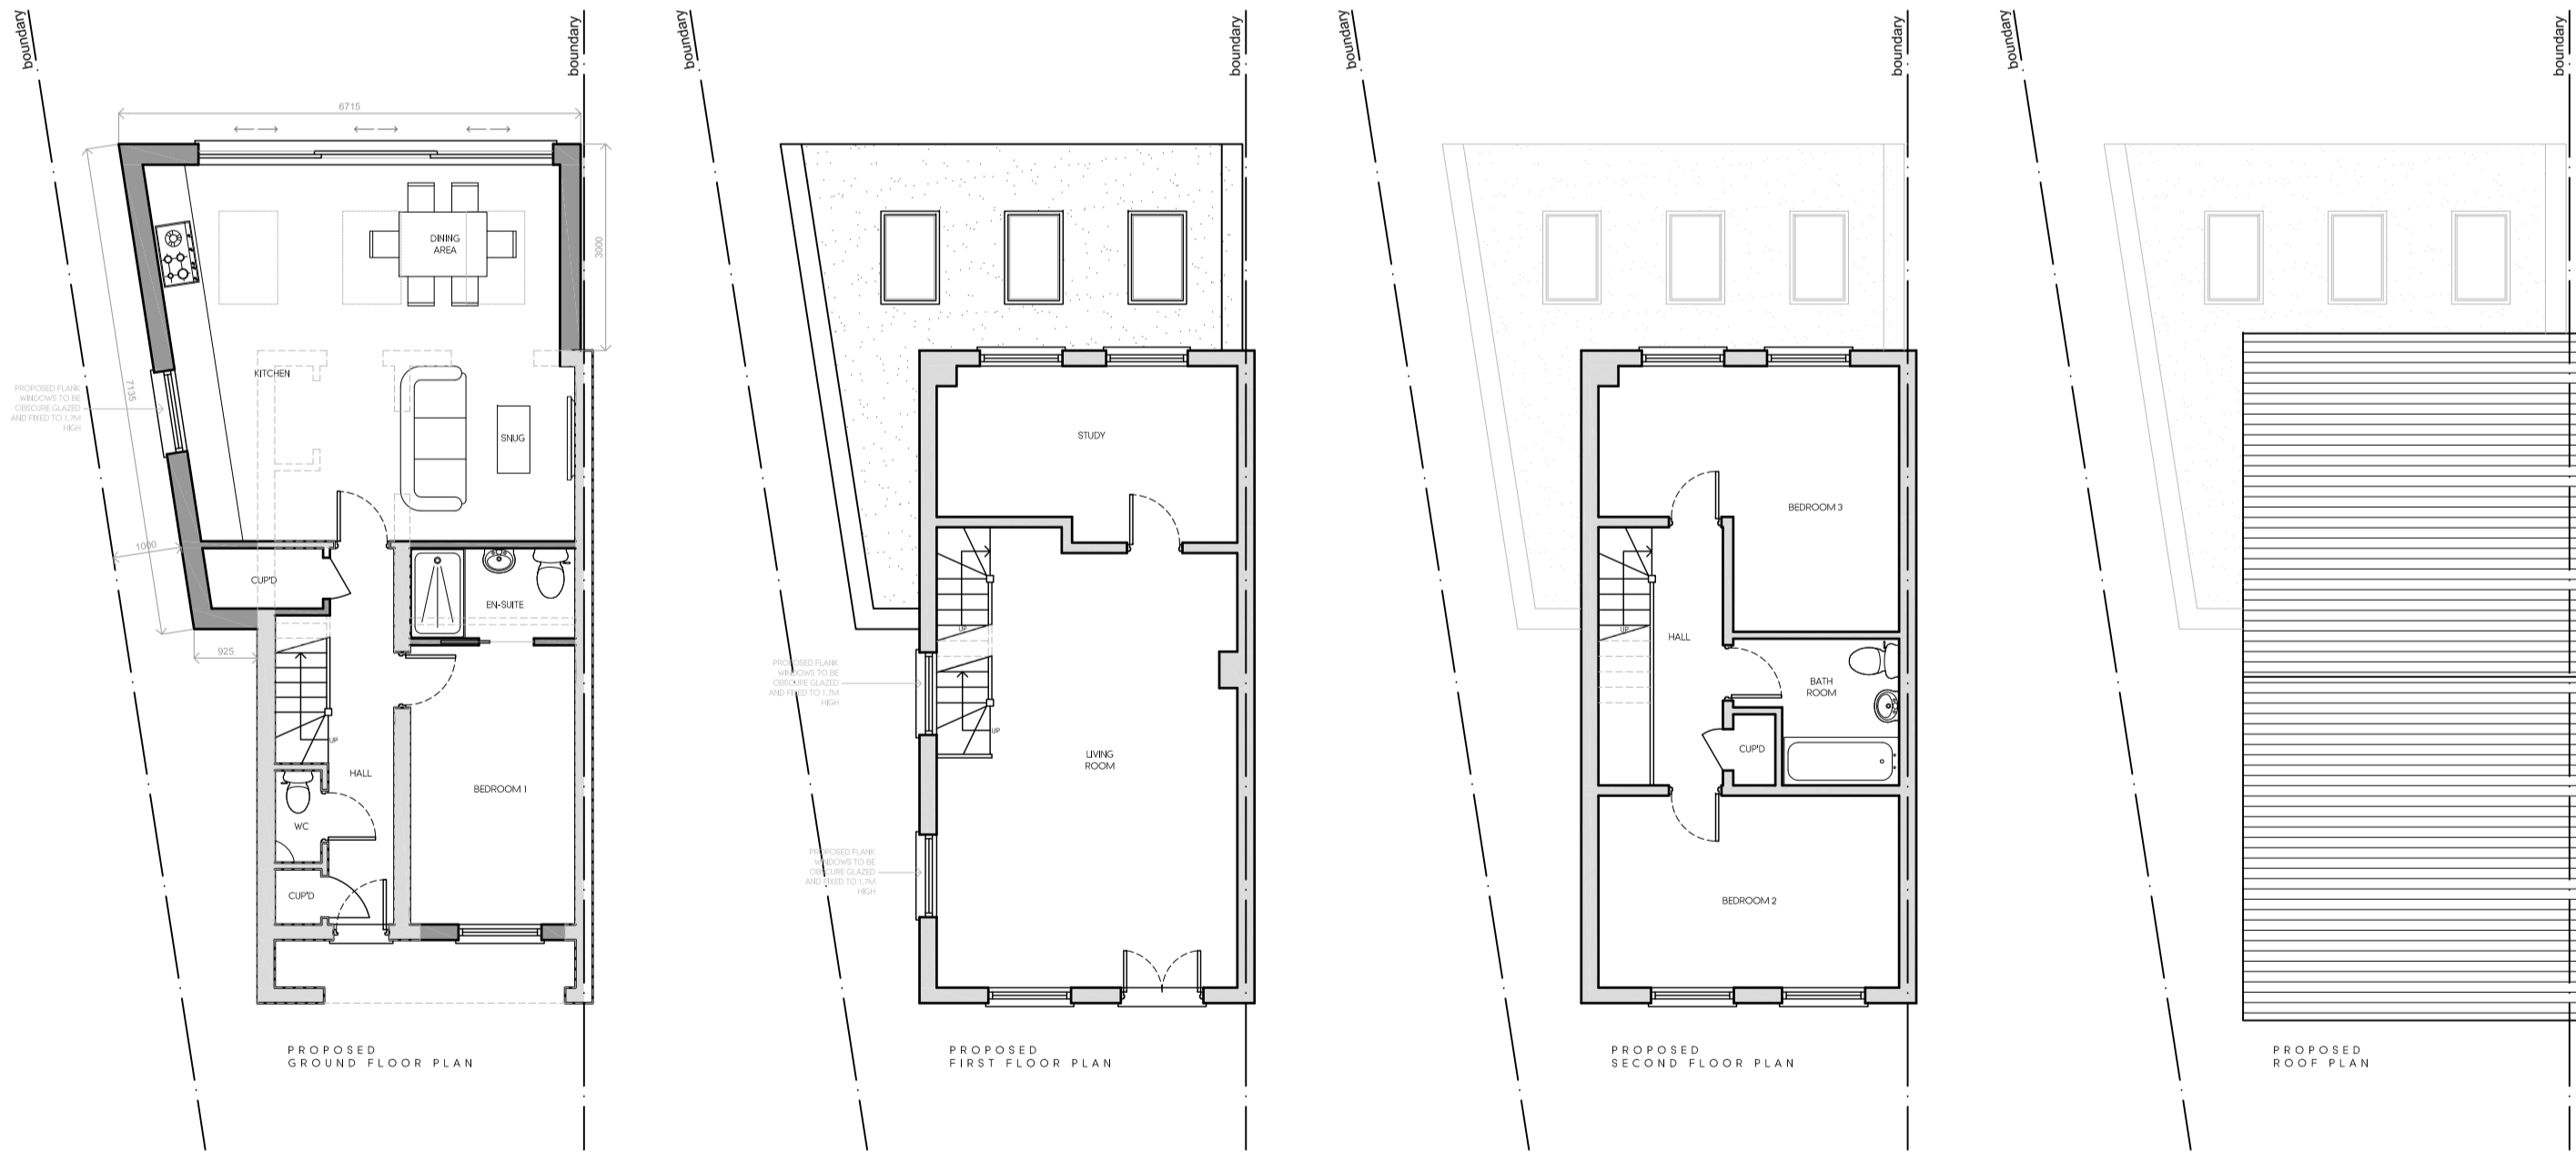 boundary
boundary
6715
3000
7135
1000
925
DINING
AREA
KITCHEN
SNUG
PROPOSED FLANK
WINDOWS TO BE
OBSCURE GLAZED
AND FIXED TO 1.7M
HIGH
CUP'D
EN-SUITE
UP
HALL
BEDROOM 1
WC
CUP'D
PROPOSED
GROUND FLOOR PLAN
boundary
boundary
STUDY
UP
PROPOSED FLANK
WINDOWS TO BE
OBSCURE GLAZED
AND FIXED TO 1.7M
HIGH
UP
LIVING
ROOM
PROPOSED FLANK
WINDOWS TO BE
OBSCURE GLAZED
AND FIXED TO 1.7M
HIGH
PROPOSED
FIRST FLOOR PLAN
boundary
boundary
BEDROOM 3
UP
HALL
BATH
ROOM
CUP'D
BEDROOM 2
PROPOSED
SECOND FLOOR PLAN
boundary
boundary
PROPOSED
ROOF PLAN